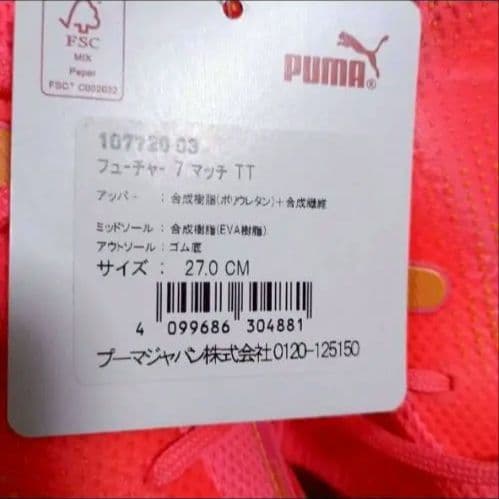 FSC
MIX
Paper
FSC® C002032
PUMA®
107720 03
フューチャー 7 マッチ TT
アッパー : 合成樹脂(ポリウレタン)+合成繊維
ミッドソール : 合成樹脂(EVA樹脂)
アウトソール : ゴム底
サイズ : 27.0 CM
4 099686 304881
プーマジャパン株式会社0120-125150